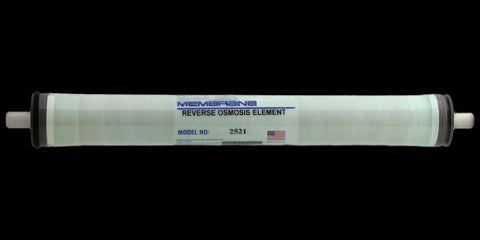 MEMBRANE
REVERSE OSMOSIS ELEMENT
MODEL NO: 2521